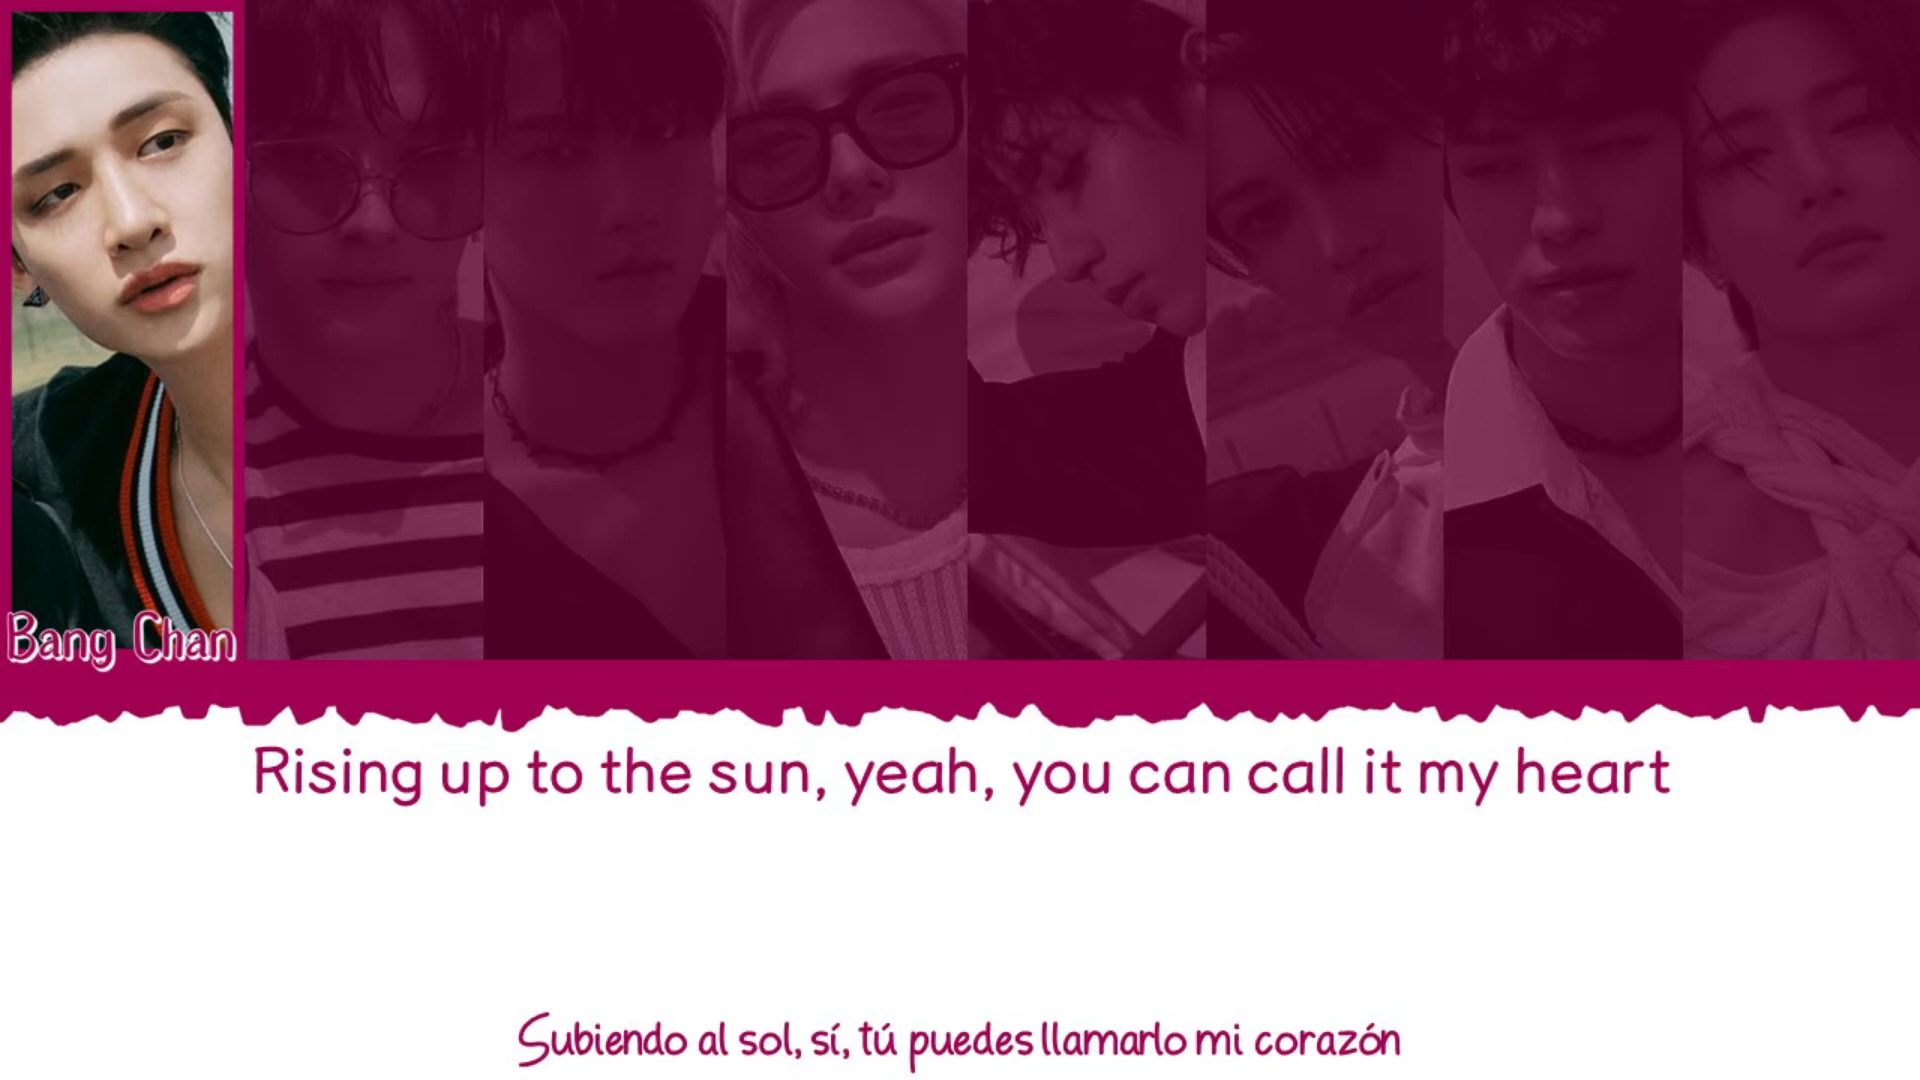 Bang Chan
Rising up to the sun, yeah, you can call it my heart
Subiendo al sol, sí, tú puedes llamarlo mi corazón